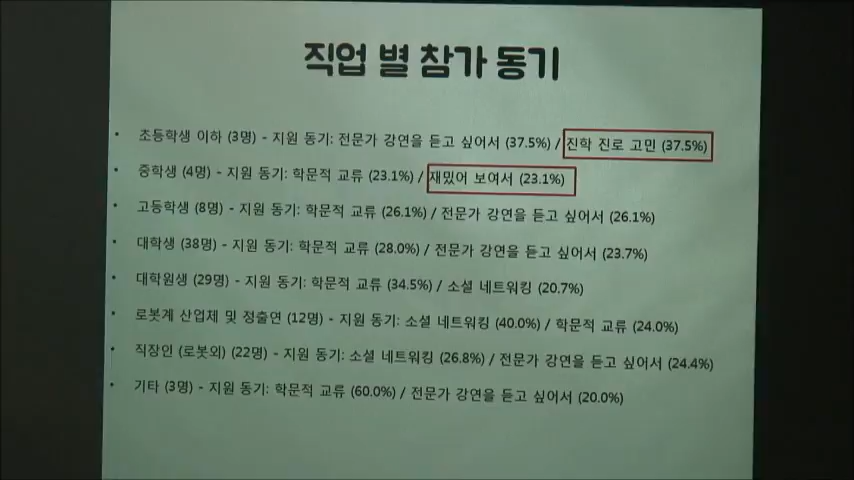 직업 별 참가 동기
• 초등학생 이하 (3명) - 지원 동기: 전문가 강연을 듣고 싶어서 (37.5%) / 진학 진로 고민 (37.5%)
• 중학생 (4명) - 지원 동기: 학문적 교류 (23.1%) / 재밌어 보여서 (23.1%)
• 고등학생 (8명) - 지원 동기: 학문적 교류 (26.1%) / 전문가 강연을 듣고 싶어서 (26.1%)
• 대학생 (38명) - 지원 동기: 학문적 교류 (28.0%) / 전문가 강연을 듣고 싶어서 (23.7%)
• 대학원생 (29명) - 지원 동기: 학문적 교류 (34.5%) / 소셜 네트워킹 (20.7%)
• 로봇계 산업체 및 정출연 (12명) - 지원 동기: 소셜 네트워킹 (40.0%) / 학문적 교류 (24.0%)
• 직장인 (로봇외) (22명) - 지원 동기: 소셜 네트워킹 (26.8%) / 전문가 강연을 듣고 싶어서 (24.4%)
• 기타 (3명) - 지원 동기: 학문적 교류 (60.0%) / 전문가 강연을 듣고 싶어서 (20.0%)